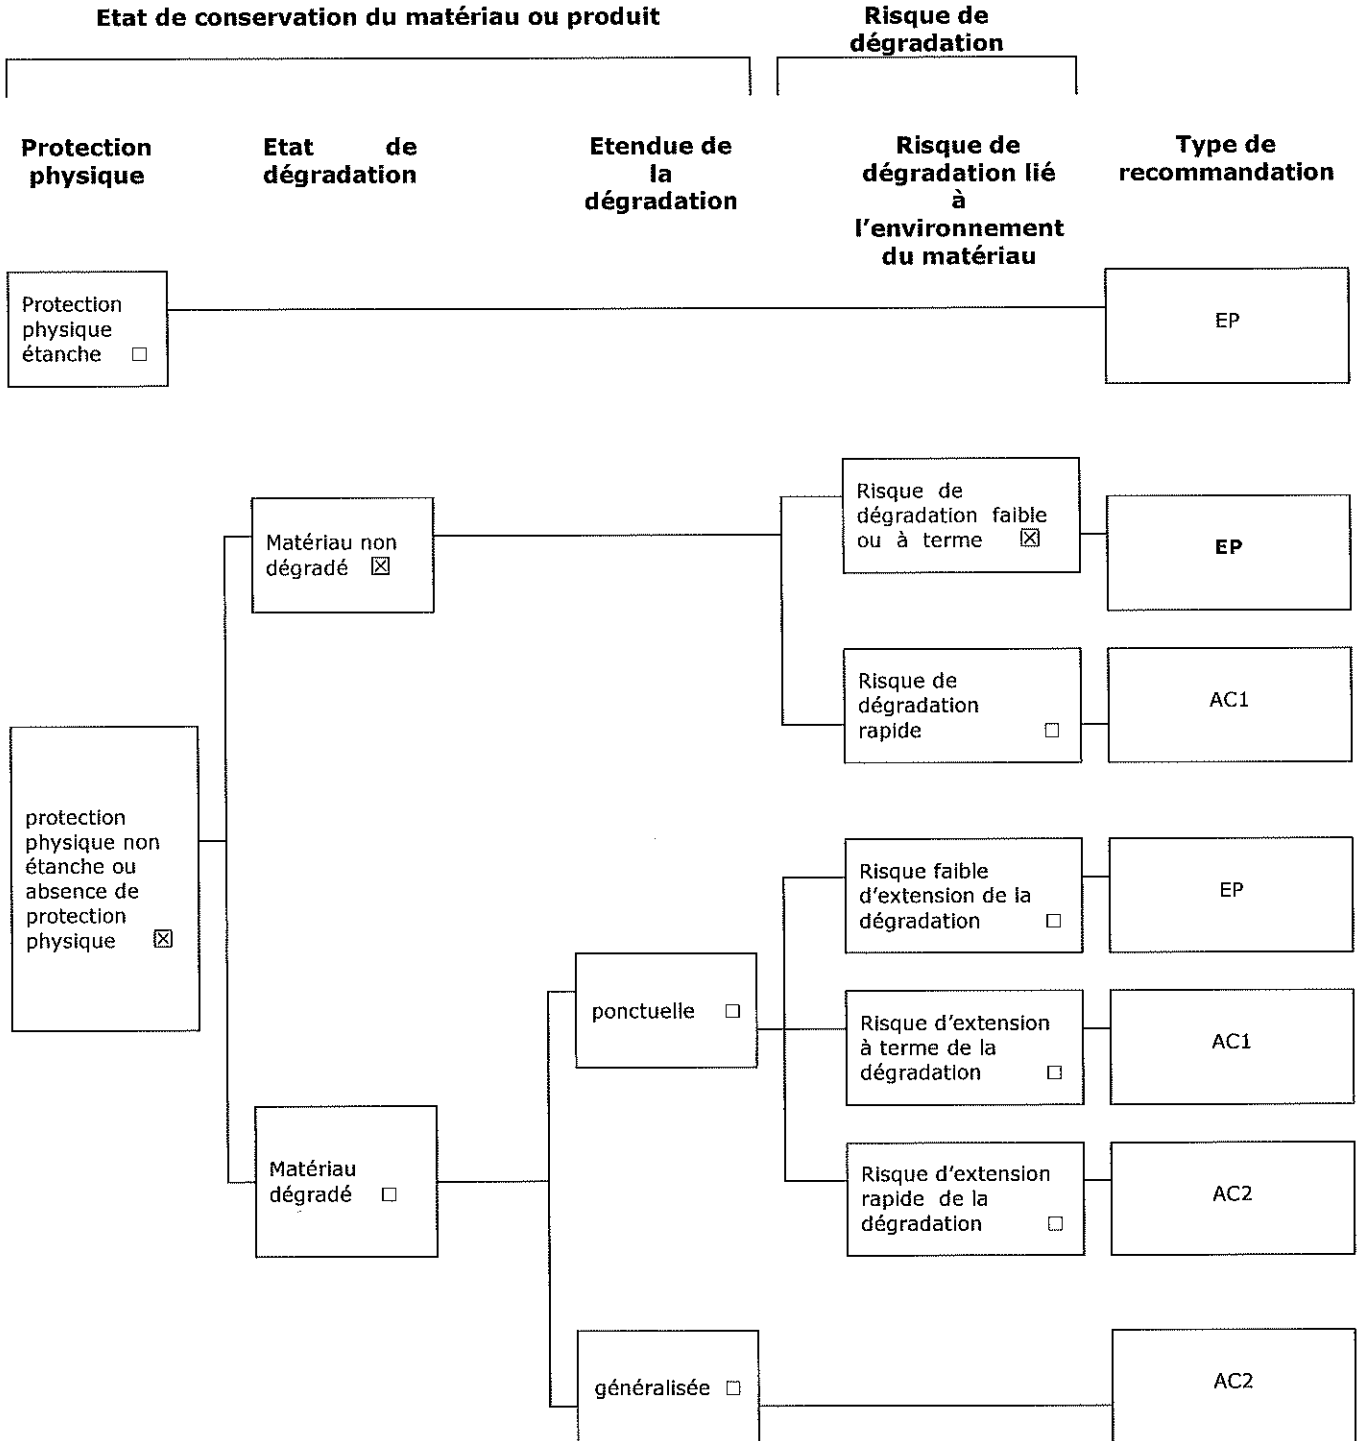 Etat de conservation du matériau ou produit
Risque de
dégradation
Protection
physique
Etat de
dégradation
Etendue de
la
dégradation
Risque de
dégradation lié
à
l'environnement
du matériau
Type de
recommandation
Protection
physique
étanche ☐
EP
Matériau non
dégradé ☒
Risque de
dégradation faible
ou à terme ☒
EP
Risque de
dégradation
rapide ☐
AC1
protection
physique non
étanche ou
absence de
protection
physique ☒
Risque faible
d'extension de la
dégradation ☐
EP
ponctuelle ☐
Risque d'extension
à terme de la
dégradation ☐
AC1
Matériau
dégradé ☐
Risque d'extension
rapide de la
dégradation ☐
AC2
généralisée ☐
AC2